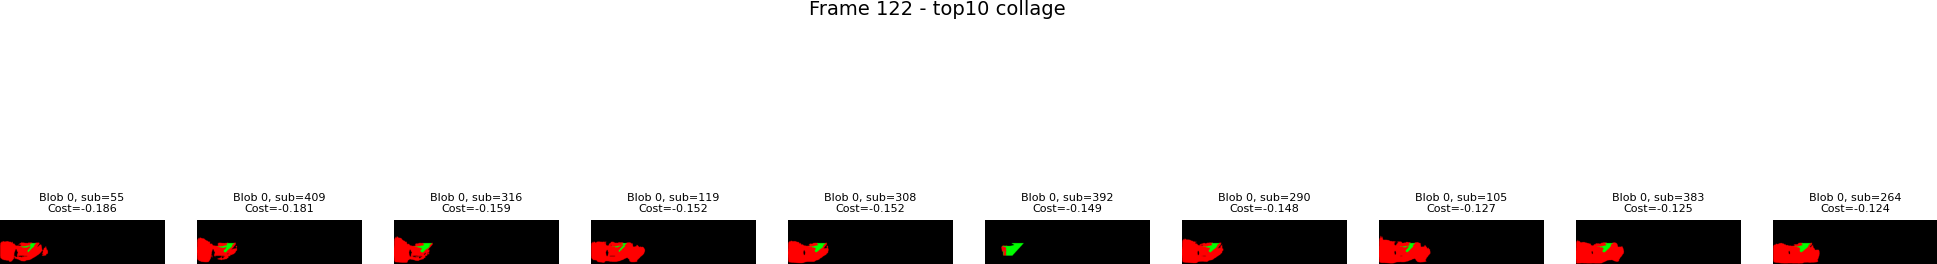 Frame 122 - top10 collage
Blob 0, sub=55
Cost=-0.186
Blob 0, sub=409
Cost=-0.181
Blob 0, sub=316
Cost=-0.159
Blob 0, sub=119
Cost=-0.152
Blob 0, sub=308
Cost=-0.152
Blob 0, sub=392
Cost=-0.149
Blob 0, sub=290
Cost=-0.148
Blob 0, sub=105
Cost=-0.127
Blob 0, sub=383
Cost=-0.125
Blob 0, sub=264
Cost=-0.124